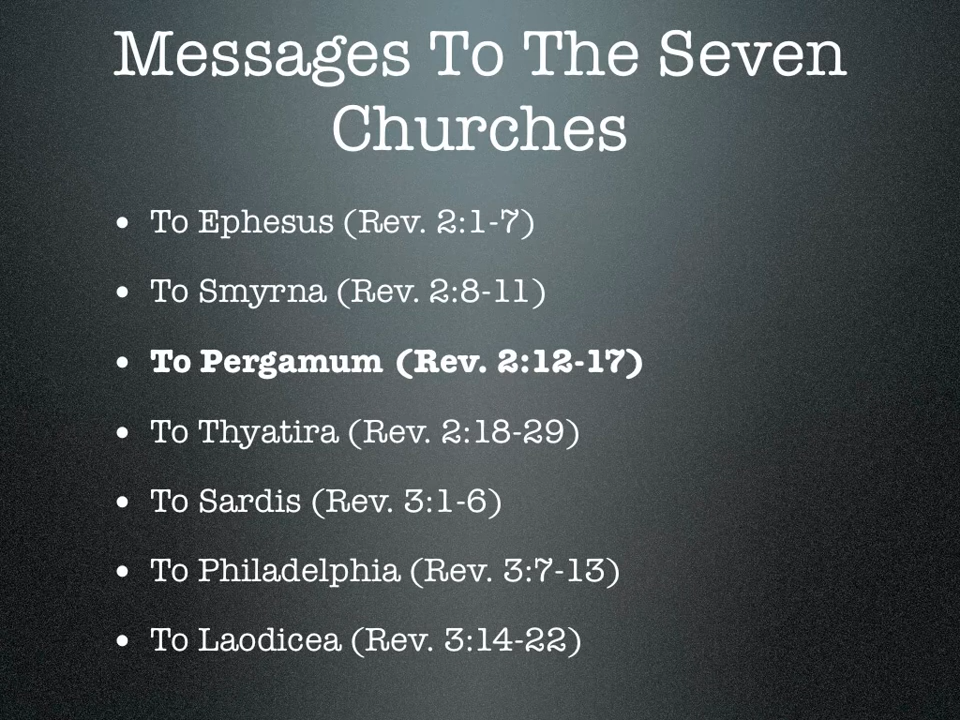 Messages To The Seven
Churches
• To Ephesus (Rev. 2:1-7)
• To Smyrna (Rev. 2:8-11)
• To Pergamum (Rev. 2:12-17)
• To Thyatira (Rev. 2:18-29)
• To Sardis (Rev. 3:1-6)
• To Philadelphia (Rev. 3:7-13)
• To Laodicea (Rev. 3:14-22)